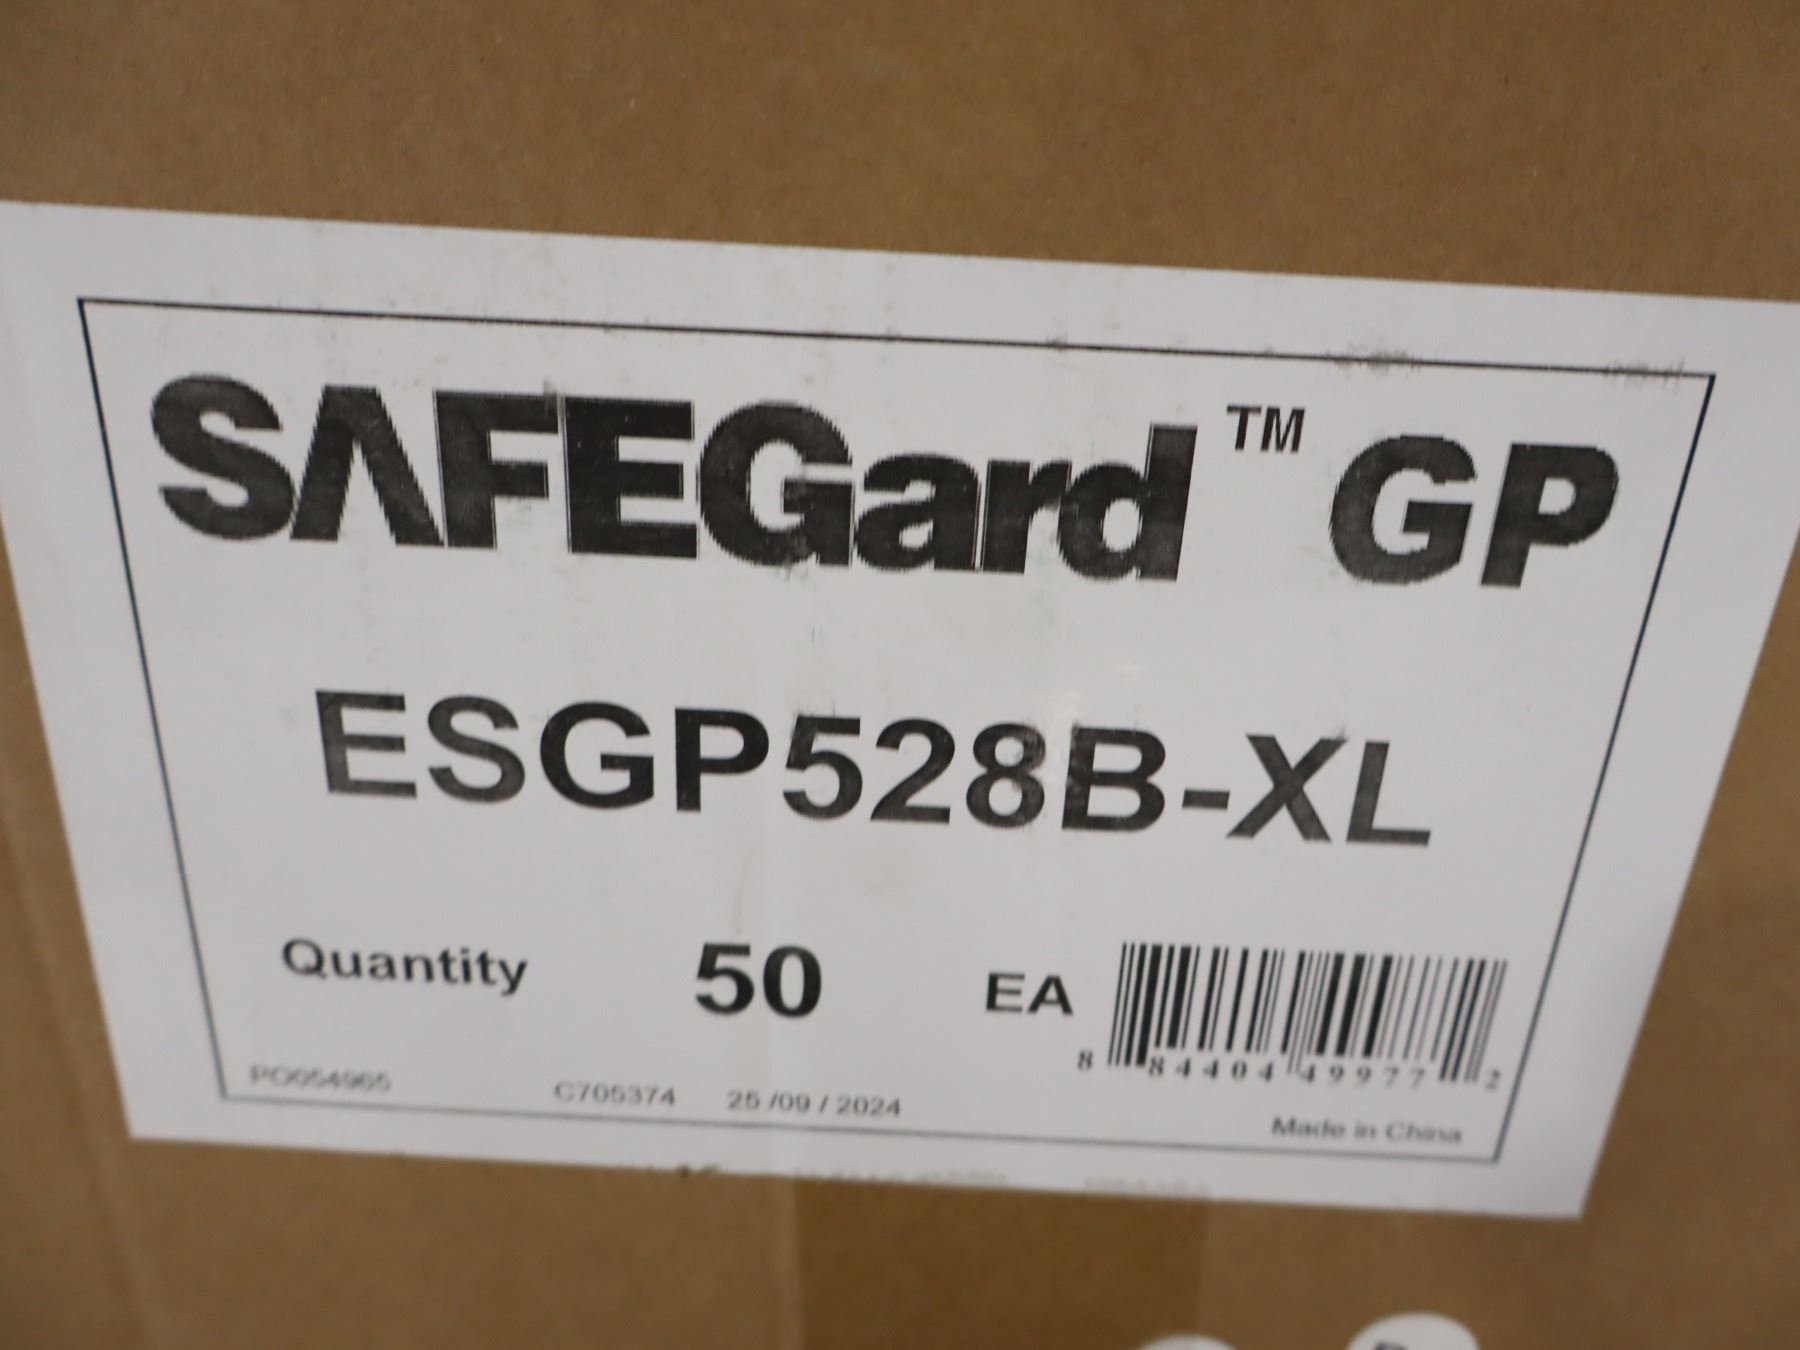 SAFEGard™ GP
ESGP528B-XL
Quantity 50 EA
8 84404 49977 2
PO054965 C705374 25 /09 / 2024
Made in China